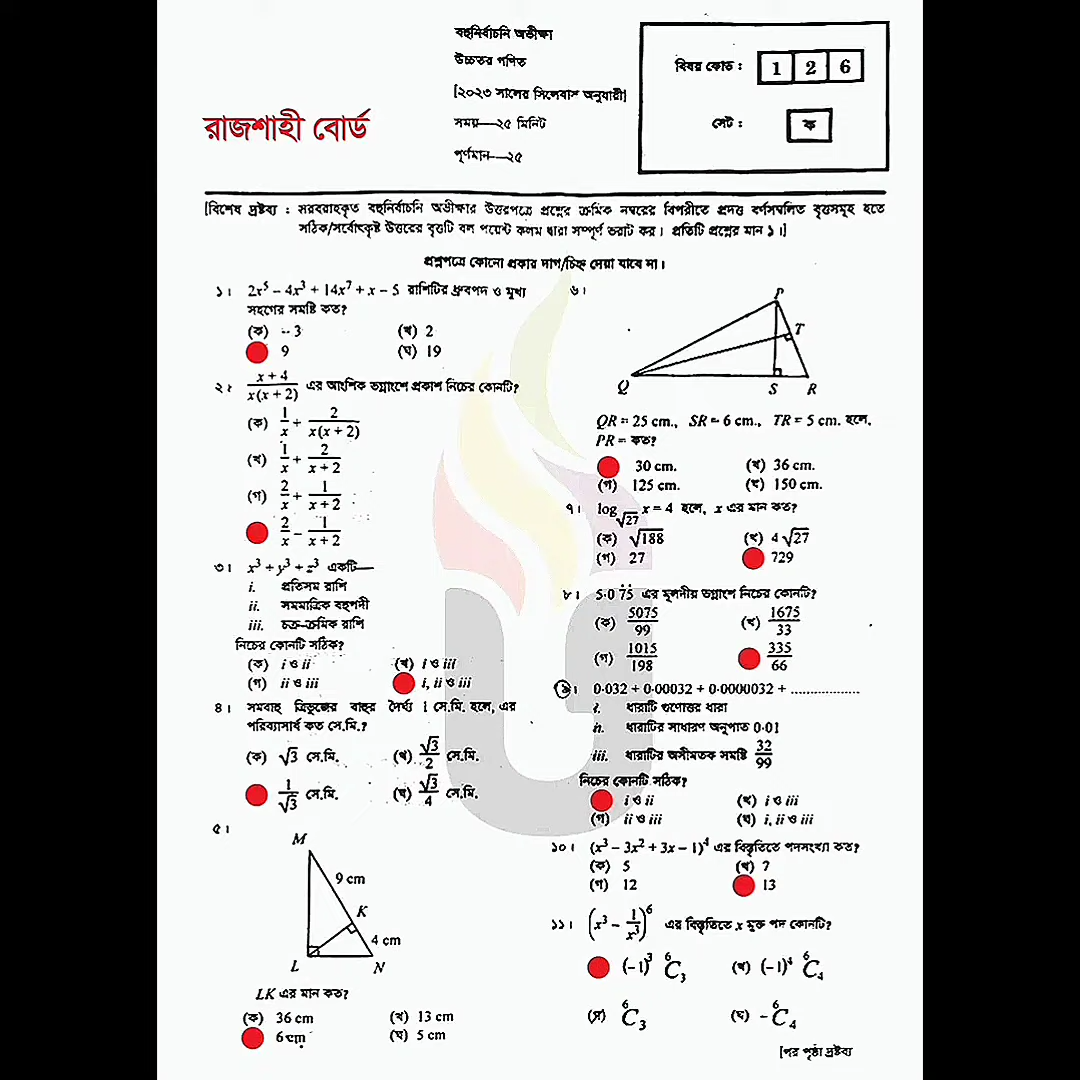 বহুনির্বাচনি অভীক্ষা
উচ্চতর গণিত
[২০২৩ সালের সিলেবাস অনুযায়ী]
সময়—২৫ মিনিট
পূর্ণমান—২৫
বিষয় কোড : 1 2 6
সেট : ক
রাজশাহী বোর্ড
[বিশেষ দ্রষ্টব্য : সরবরাহকৃত বহুনির্বাচনি অভীক্ষার উত্তরপত্রে প্রশ্নের ক্রমিক নম্বরের বিপরীতে প্রদত্ত বর্ণসম্বলিত বৃত্তসমূহ হতে
সঠিক/সর্বোৎকৃষ্ট উত্তরের বৃত্তটি বল পয়েন্ট কলম দ্বারা সম্পূর্ণ ভরাট কর। প্রতিটি প্রশ্নের মান ১।]
প্রশ্নপত্রে কোনো প্রকার দাগ/চিহ্ন দেয়া যাবে না।
১। 2x⁵ – 4x³ + 14x⁷ + x – 5 রাশিটির ধ্রুবপদ ও মুখ্য
সহগের সমষ্টি কত?
(ক) – 3 (খ) 2
9 (ঘ) 19
২। (x + 4)/(x(x + 2)) এর আংশিক ভগ্নাংশে প্রকাশ নিচের কোনটি?
(ক) 1/x + 2/(x(x + 2))
(খ) 1/x + 2/(x + 2)
(গ) 2/x + 1/(x + 2)
2/x – 1/(x + 2)
৩। x³ + y³ + z³ একটি—
i. প্রতিসম রাশি
ii. সমমাত্রিক বহুপদী
iii. চক্র-ক্রমিক রাশি
নিচের কোনটি সঠিক?
(ক) i ও ii (খ) i ও iii
(গ) ii ও iii i, ii ও iii
৪। সমবাহু ত্রিভুজের বাহুর দৈর্ঘ্য 1 সে.মি. হলে, এর
পরিব্যাসার্ধ কত সে.মি.?
(ক) √3 সে.মি. (খ) √3/2 সে.মি.
1/√3 সে.মি. (ঘ) √3/4 সে.মি.
৫।
M
9 cm
K
4 cm
L N
LK এর মান কত?
(ক) 36 cm (খ) 13 cm
6 cm (ঘ) 5 cm
৬।
P
T
Q S R
QR = 25 cm., SR = 6 cm., TR = 5 cm. হলে,
PR = কত?
30 cm. (খ) 36 cm.
(গ) 125 cm. (ঘ) 150 cm.
৭। log_√27 x = 4 হলে, x এর মান কত?
(ক) √188 (খ) 4√27
(গ) 27 729
৮। 5·07̇5̇ এর মূলদীয় ভগ্নাংশ নিচের কোনটি?
(ক) 5075/99 (খ) 1675/33
(গ) 1015/198 335/66
৯। 0·032 + 0·00032 + 0·0000032 + ..................
i. ধারাটি গুণোত্তর ধারা
ii. ধারাটির সাধারণ অনুপাত 0·01
iii. ধারাটির অসীমতক সমষ্টি 32/99
নিচের কোনটি সঠিক?
i ও ii (খ) i ও iii
(গ) ii ও iii (ঘ) i, ii ও iii
১০। (x³ – 3x² + 3x – 1)⁴ এর বিস্তৃতিতে পদসংখ্যা কত?
(ক) 5 (খ) 7
(গ) 12 13
১১। (x³ – 1/x³)⁶ এর বিস্তৃতিতে x মুক্ত পদ কোনটি?
(–1)³ ⁶C₃ (খ) (–1)⁴ ⁶C₄
(গ) ⁶C₃ (ঘ) –⁶C₄
[পর পৃষ্ঠা দ্রষ্টব্য